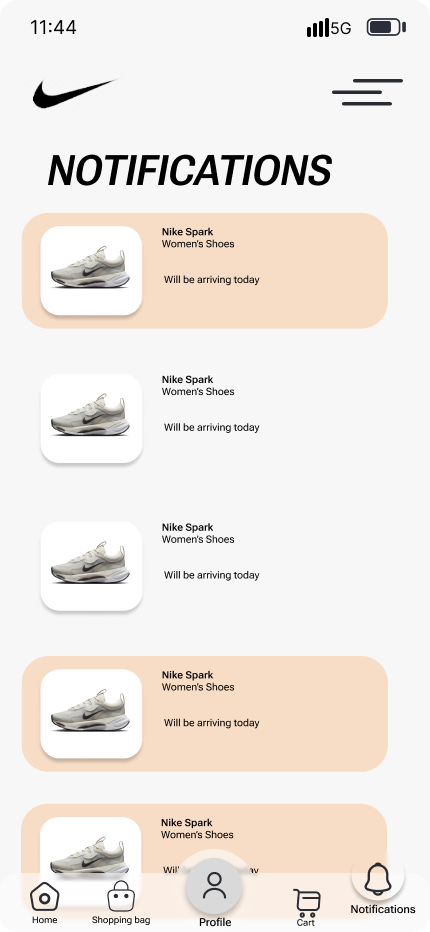 11:44
5G
NOTIFICATIONS
Nike Spark
Women's Shoes
Will be arriving today
Nike Spark
Women's Shoes
Will be arriving today
Nike Spark
Women's Shoes
Will be arriving today
Nike Spark
Women's Shoes
Will be arriving today
Nike Spark
Women's Shoes
Home
Shopping bag
Profile
Cart
Notifications